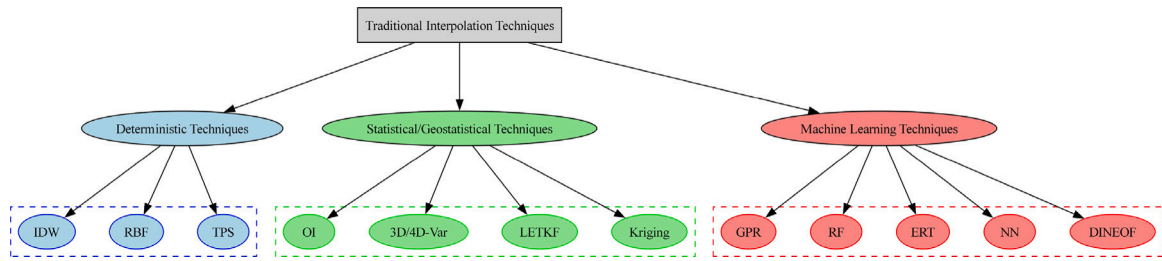 Traditional Interpolation Techniques
Deterministic Techniques
Statistical/Geostatistical Techniques
Machine Learning Techniques
IDW
RBF
TPS
OI
3D/4D-Var
LETKF
Kriging
GPR
RF
ERT
NN
DINEOF